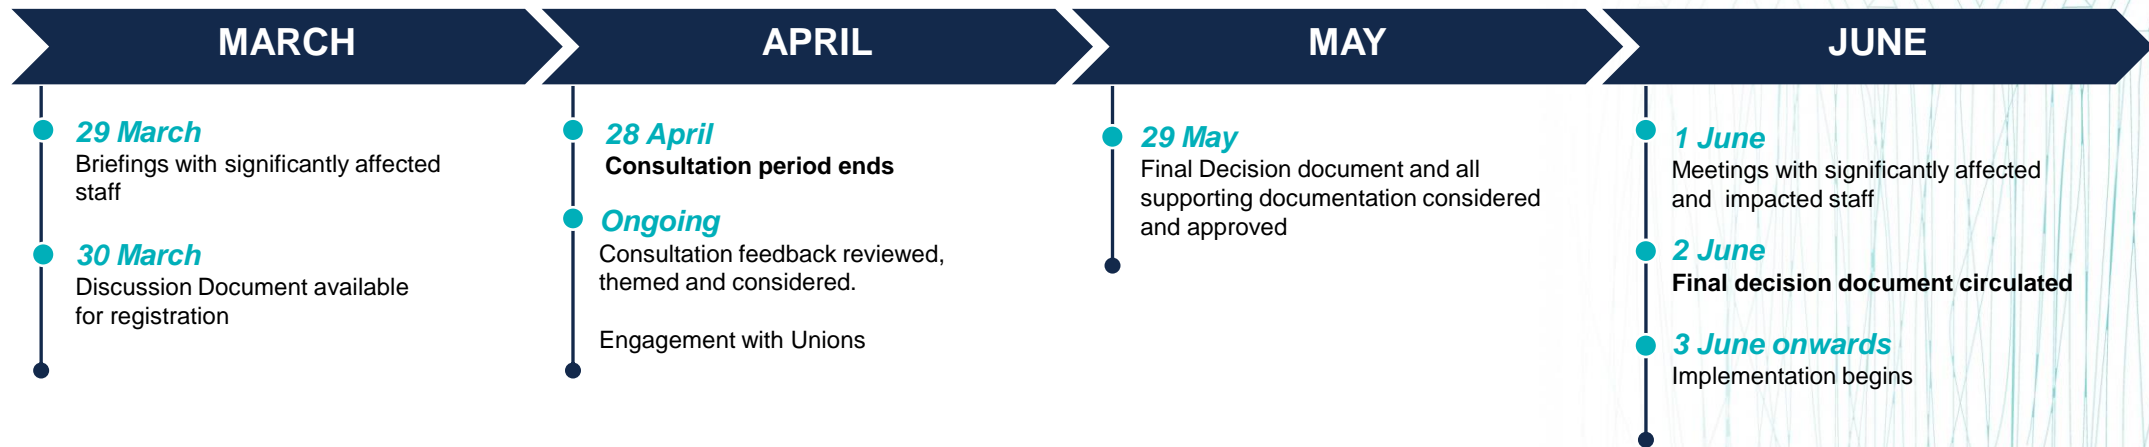 MARCH
29 March
Briefings with significantly affected
staff
30 March
Discussion Document available
for registration
APRIL
28 April
Consultation period ends
Ongoing
Consultation feedback reviewed,
themed and considered.
Engagement with Unions
MAY
29 May
Final Decision document and all
supporting documentation considered
and approved
JUNE
1 June
Meetings with significantly affected
and impacted staff
2 June
Final decision document circulated
3 June onwards
Implementation begins